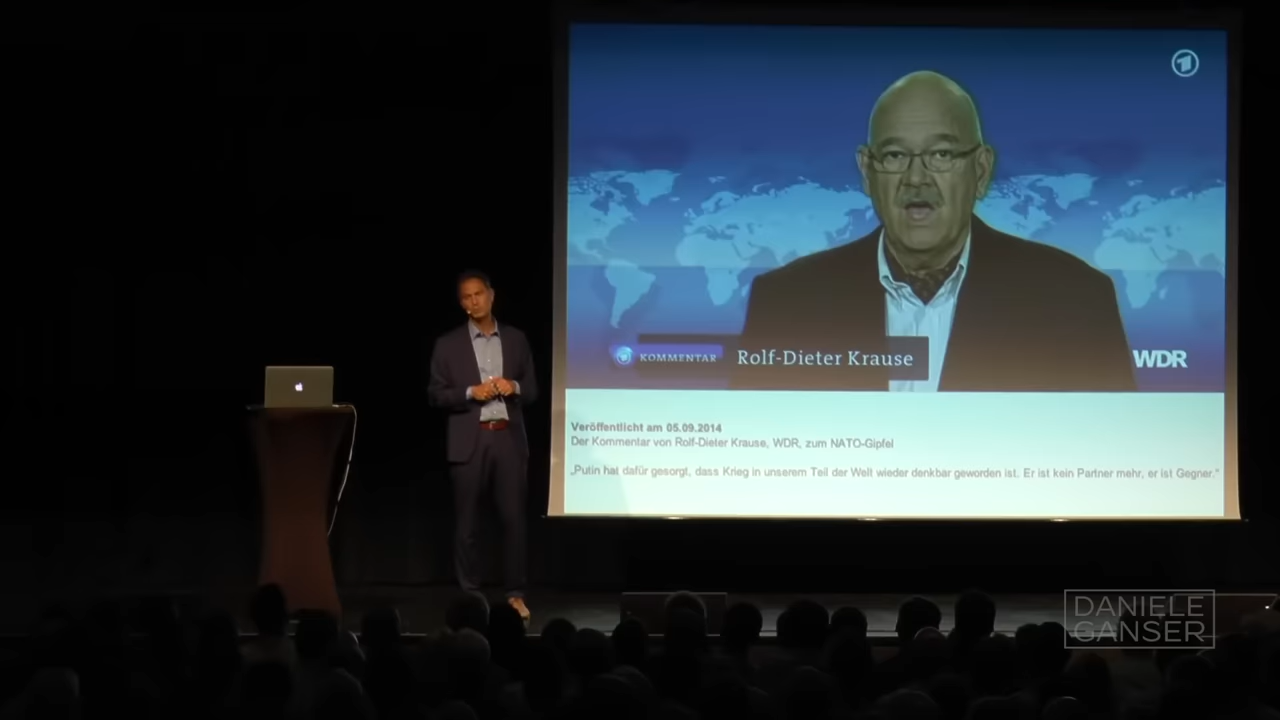 KOMMENTAR
Rolf-Dieter Krause
WDR
Veröffentlicht am 05.09.2014
Der Kommentar von Rolf-Dieter Krause, WDR, zum NATO-Gipfel
„Putin hat dafür gesorgt, dass Krieg in unserem Teil der Welt wieder denkbar geworden ist. Er ist kein Partner mehr, er ist Gegner."
DANIELE
GANSER